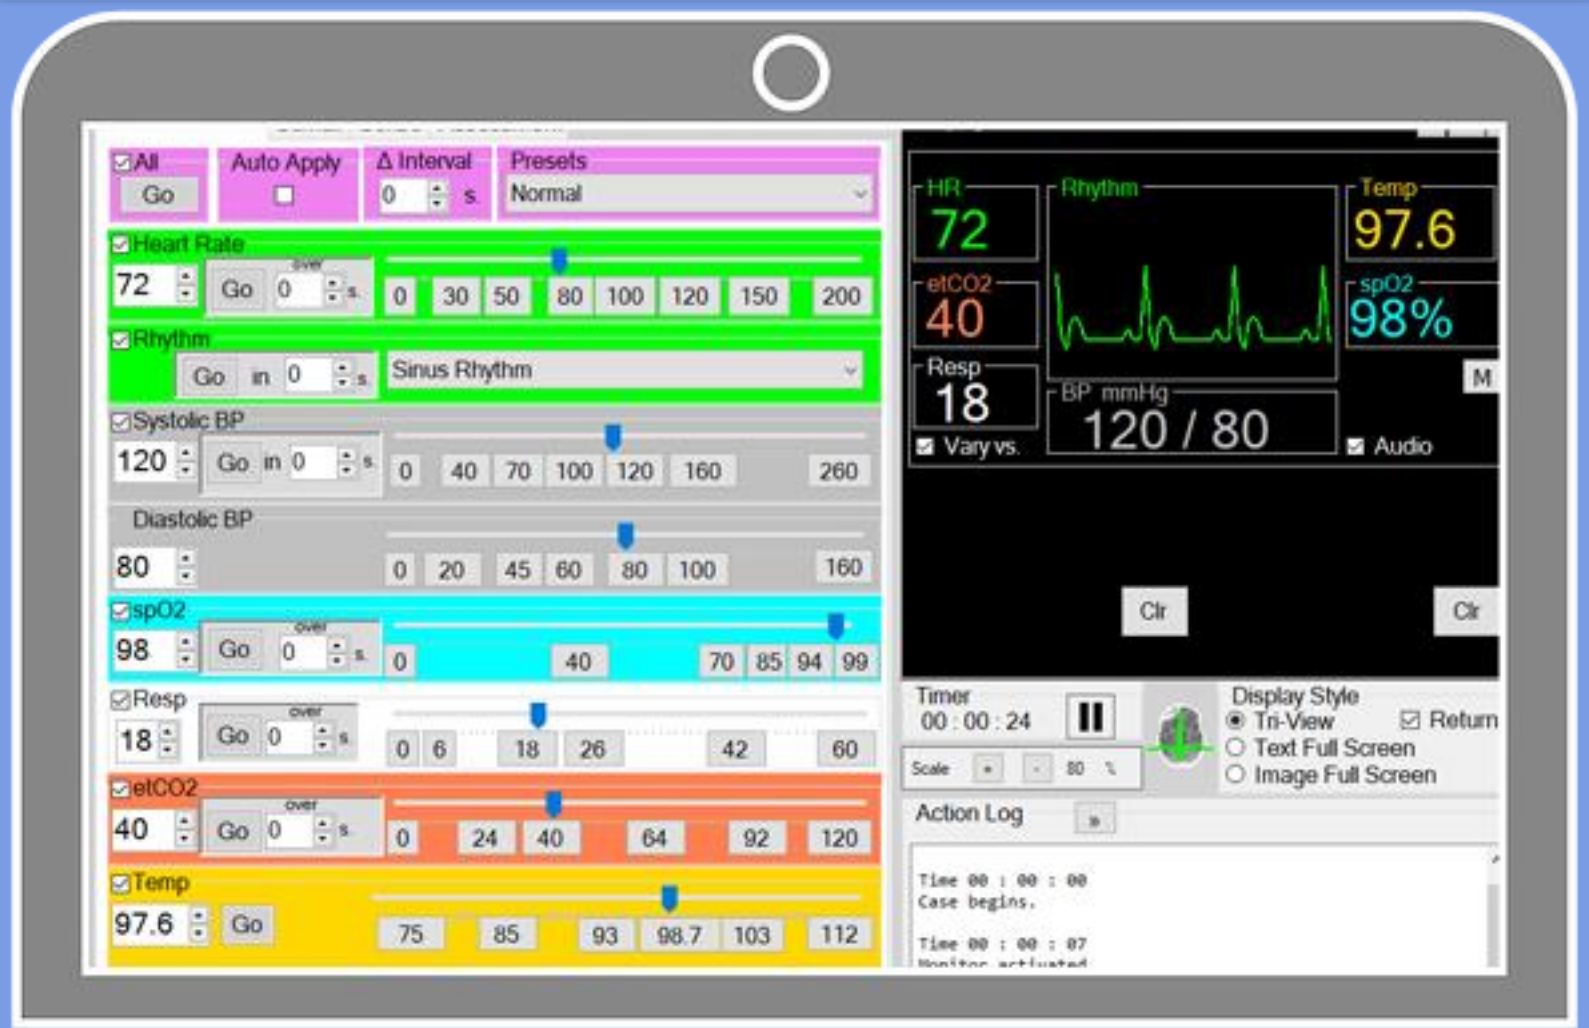 All
Auto Apply
Δ Interval
Presets
Go
0
s.
Normal
Heart Rate
72
Go
over
0
s.
0 30 50 80 100 120 150 200
Rhythm
Go in 0 s.
Sinus Rhythm
Systolic BP
120
Go in 0 s.
0 40 70 100 120 160 260
Diastolic BP
80
0 20 45 60 80 100 160
spO2
98
Go
over
0
s.
0 40 70 85 94 99
Resp
18
Go
over
0
s.
0 6 18 26 42 60
etCO2
40
Go
over
0
s.
0 24 40 64 92 120
Temp
97.6
Go
75 85 93 98.7 103 112
HR
72
Rhythm
Temp
97.6
etCO2
40
spO2
98%
Resp
18
BP mmHg
120 / 80
M
Vary vs.
Audio
Clr
Clr
Timer
00 : 00 : 24
Display Style
Tri-View
Return
Text Full Screen
Image Full Screen
Scale + - 80 %
Action Log
»
Time 00 : 00 : 00
Case begins.
Time 00 : 00 : 07
Monitor activated